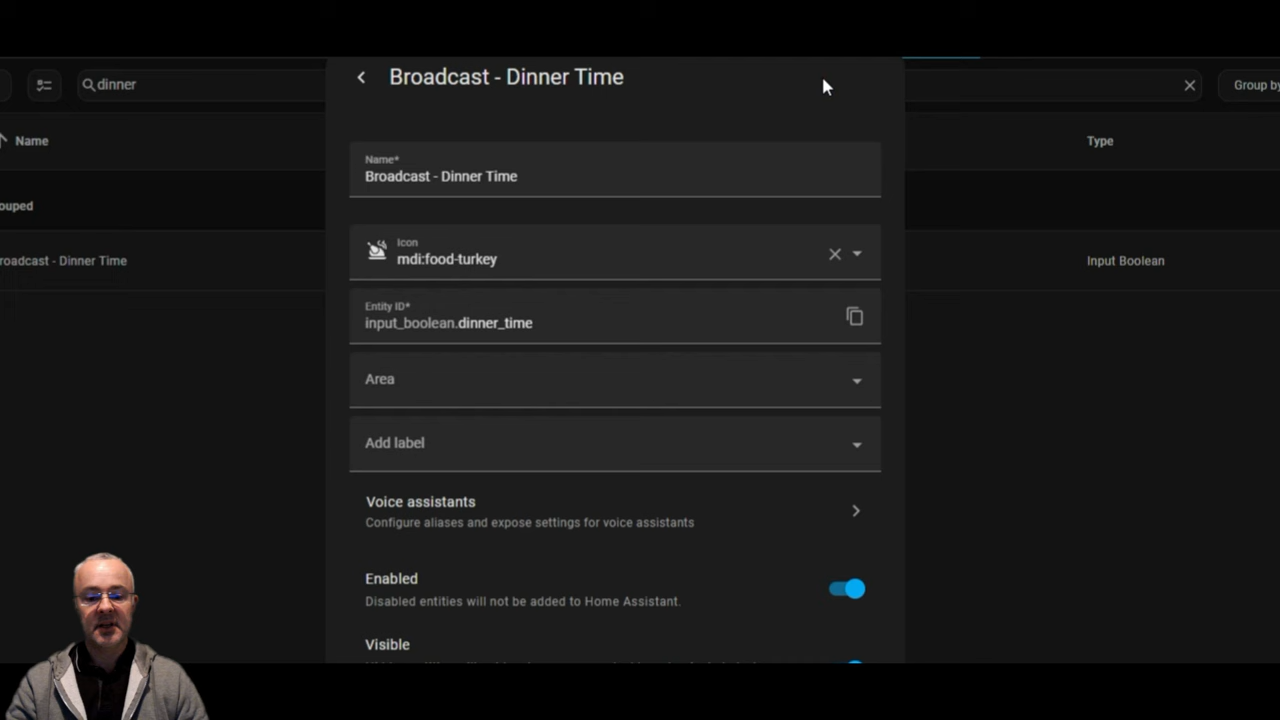 Broadcast - Dinner Time
dinner
Group by
Name
Type
Name*
Broadcast - Dinner Time
ouped
Icon
mdi:food-turkey
roadcast - Dinner Time
Input Boolean
Entity ID*
input_boolean.dinner_time
Area
Add label
Voice assistants
Configure aliases and expose settings for voice assistants
Enabled
Disabled entities will not be added to Home Assistant.
Visible